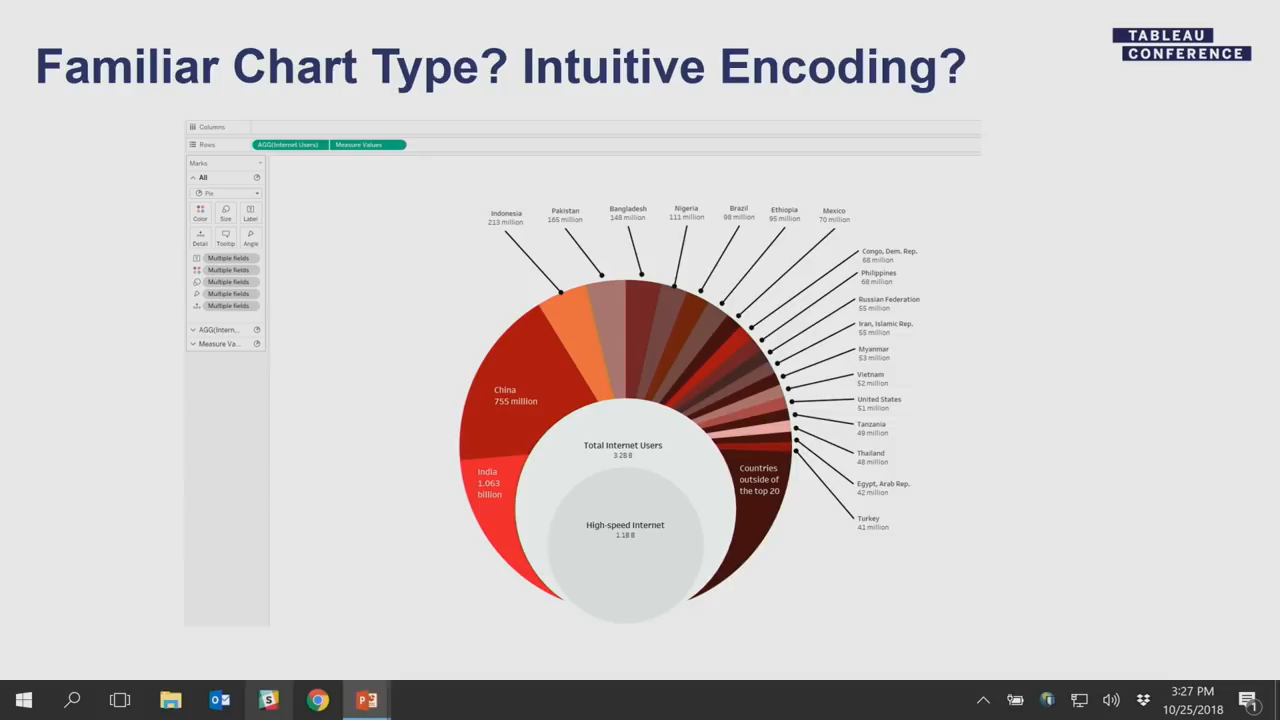 TABLEAU
CONFERENCE
Familiar Chart Type? Intuitive Encoding?
Columns
Rows
AGG(Internet Users)
Measure Values
Marks
All
Pie
Color
Size
Label
Detail
Tooltip
Angle
Multiple fields
Multiple fields
Multiple fields
Multiple fields
Multiple fields
AGG(Intern...
Measure Va...
Indonesia
213 million
Pakistan
165 million
Bangladesh
148 million
Nigeria
111 million
Brazil
98 million
Ethiopia
95 million
Mexico
70 million
Congo, Dem. Rep.
68 million
Philippines
68 million
Russian Federation
55 million
Iran, Islamic Rep.
55 million
Myanmar
53 million
Vietnam
52 million
United States
51 million
Tanzania
49 million
Thailand
48 million
Egypt, Arab Rep.
42 million
Turkey
41 million
China
755 million
India
1.063
billion
Total Internet Users
3.28 B
High-speed Internet
1.18 B
Countries
outside of
the top 20
3:27 PM
10/25/2018
1